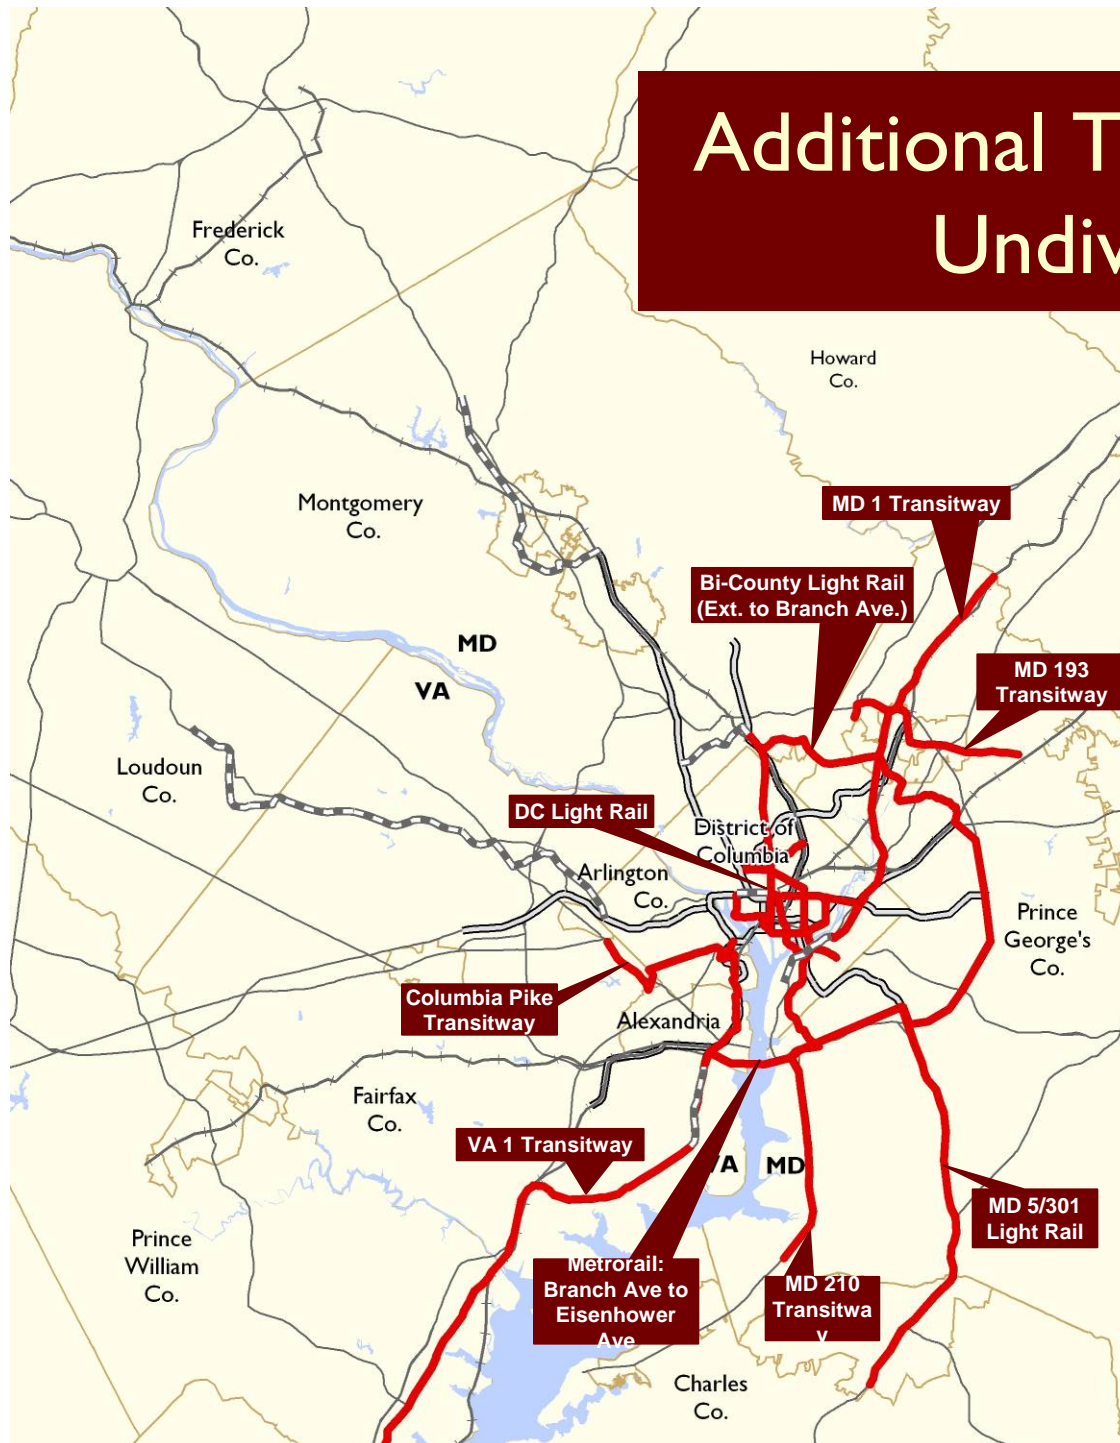 Additional T
Undiv
Frederick
Co.
Howard
Co.
Montgomery
Co.
MD 1 Transitway
Bi-County Light Rail
(Ext. to Branch Ave.)
MD
VA
MD 193
Transitway
Loudoun
Co.
DC Light Rail
District of
Columbia
Arlington
Co.
Prince
George's
Co.
Columbia Pike
Transitway
Alexandria
Fairfax
Co.
VA 1 Transitway
VA MD
MD 5/301
Light Rail
Prince
William
Co.
Metrorail:
Branch Ave to
Eisenhower
Ave
MD 210
Transitwa
y
Charles
Co.